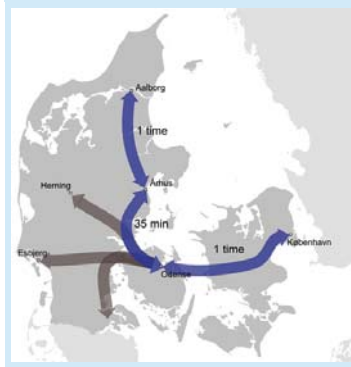 Aalborg
1 time
Herning
Århus
35 min
København
1 time
Esbjerg
Odense